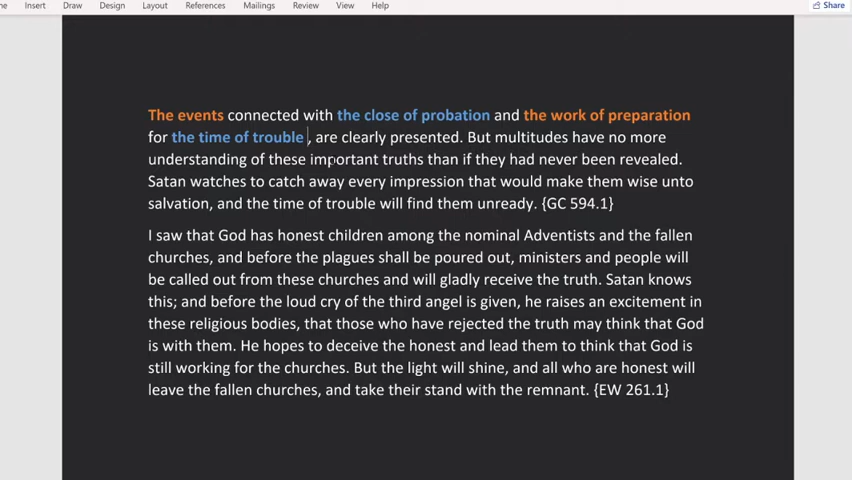 Insert Draw Design Layout References Mailings Review View Help Share
The events connected with the close of probation and the work of preparation
for the time of trouble , are clearly presented. But multitudes have no more
understanding of these important truths than if they had never been revealed.
Satan watches to catch away every impression that would make them wise unto
salvation, and the time of trouble will find them unready. {GC 594.1}
I saw that God has honest children among the nominal Adventists and the fallen
churches, and before the plagues shall be poured out, ministers and people will
be called out from these churches and will gladly receive the truth. Satan knows
this; and before the loud cry of the third angel is given, he raises an excitement in
these religious bodies, that those who have rejected the truth may think that God
is with them. He hopes to deceive the honest and lead them to think that God is
still working for the churches. But the light will shine, and all who are honest will
leave the fallen churches, and take their stand with the remnant. {EW 261.1}